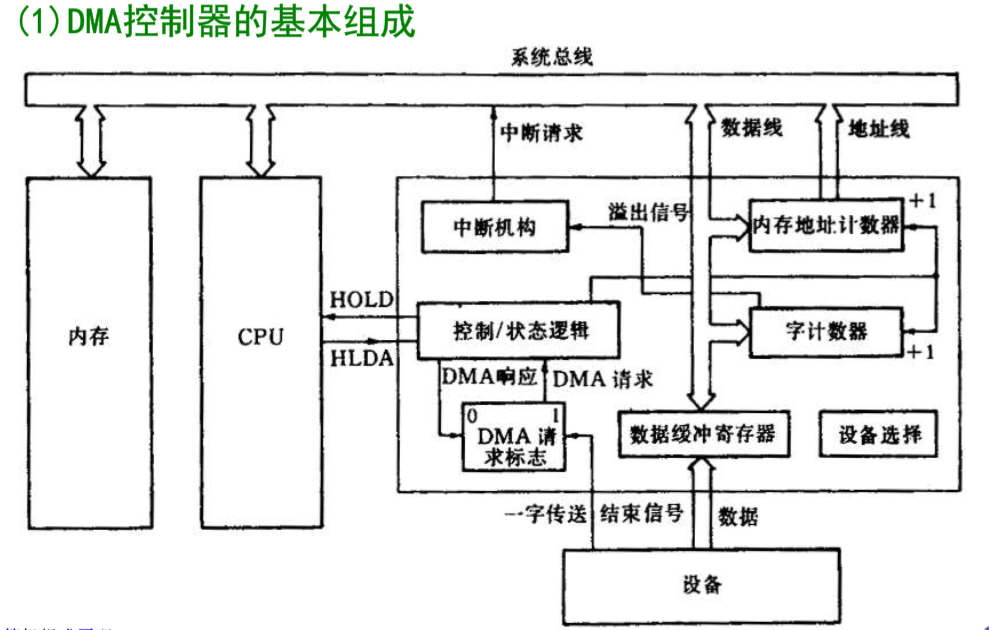 (1)DMA控制器的基本组成
系统总线
中断请求
数据线
地址线
溢出信号
+1
中断机构
内存地址计数器
HOLD
内存
CPU
控制/状态逻辑
字计数器
HLDA
+1
DMA响应
DMA 请求
0 1
DMA 请
求标志
数据缓冲寄存器
设备选择
一字传送
结束信号
数据
设备